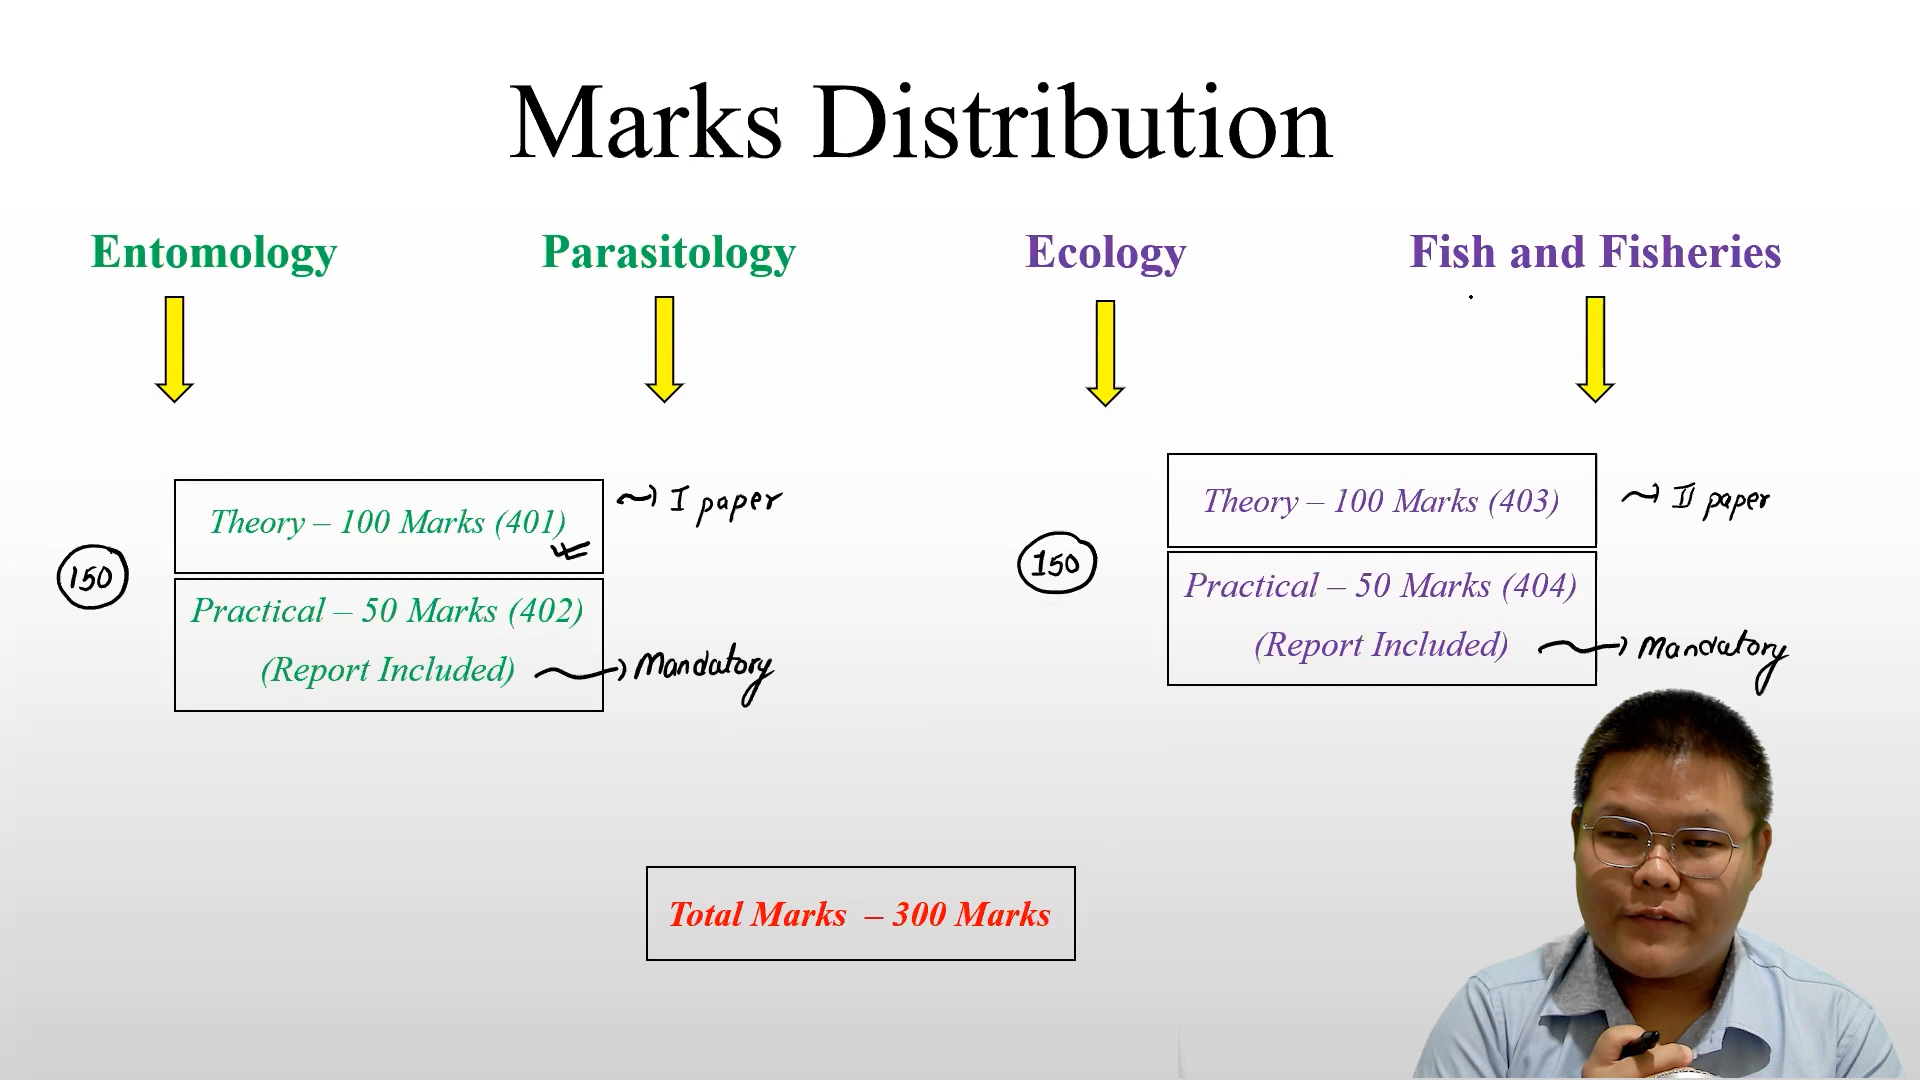 Marks Distribution
Entomology
Parasitology
Ecology
Fish and Fisheries
Theory – 100 Marks (401)
I paper
150
Practical – 50 Marks (402)
(Report Included)
Mandatory
Theory – 100 Marks (403)
II paper
150
Practical – 50 Marks (404)
(Report Included)
Mandatory
Total Marks – 300 Marks